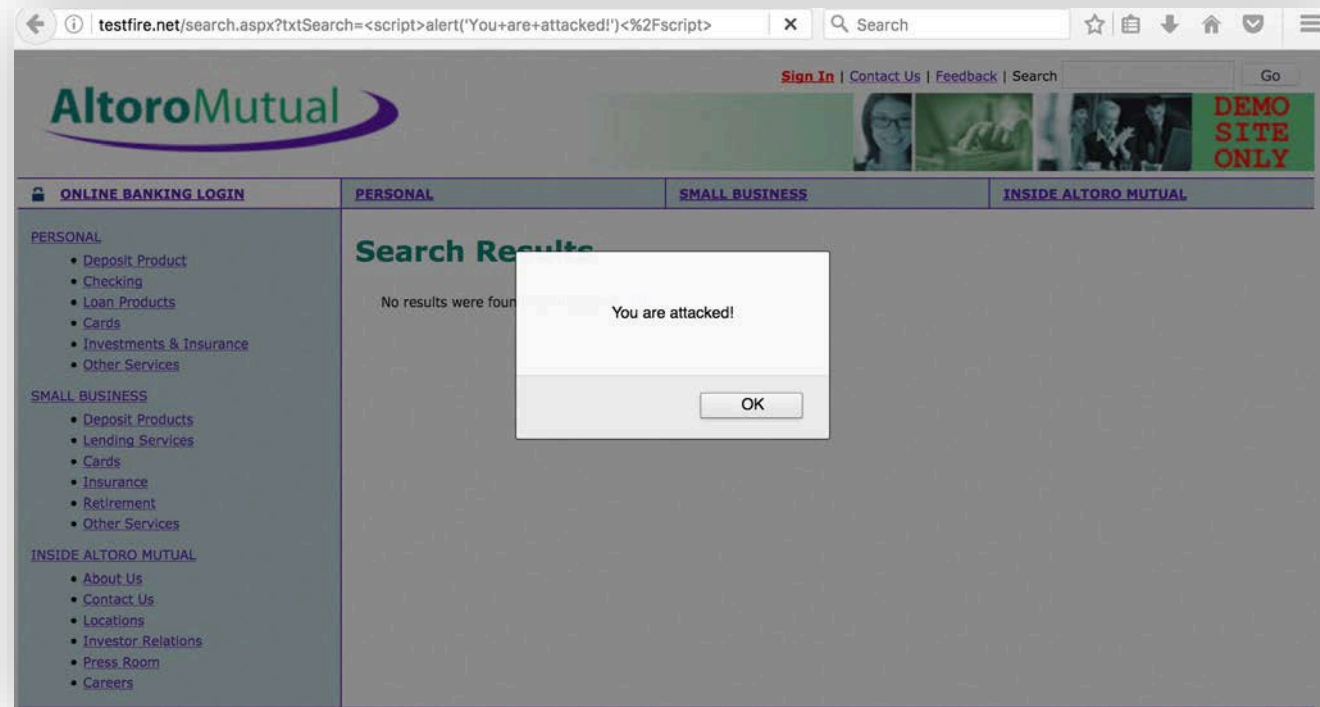 testfire.net/search.aspx?txtSearch=<script>alert('You+are+attacked!')<%2Fscript>
Search
Sign In | Contact Us | Feedback | Search
Go
AltoroMutual
DEMO
SITE
ONLY
ONLINE BANKING LOGIN
PERSONAL
SMALL BUSINESS
INSIDE ALTORO MUTUAL
PERSONAL
• Deposit Product
• Checking
• Loan Products
• Cards
• Investments & Insurance
• Other Services
SMALL BUSINESS
• Deposit Products
• Lending Services
• Cards
• Insurance
• Retirement
• Other Services
INSIDE ALTORO MUTUAL
• About Us
• Contact Us
• Locations
• Investor Relations
• Press Room
• Careers
Search Results
No results were foun
You are attacked!
OK